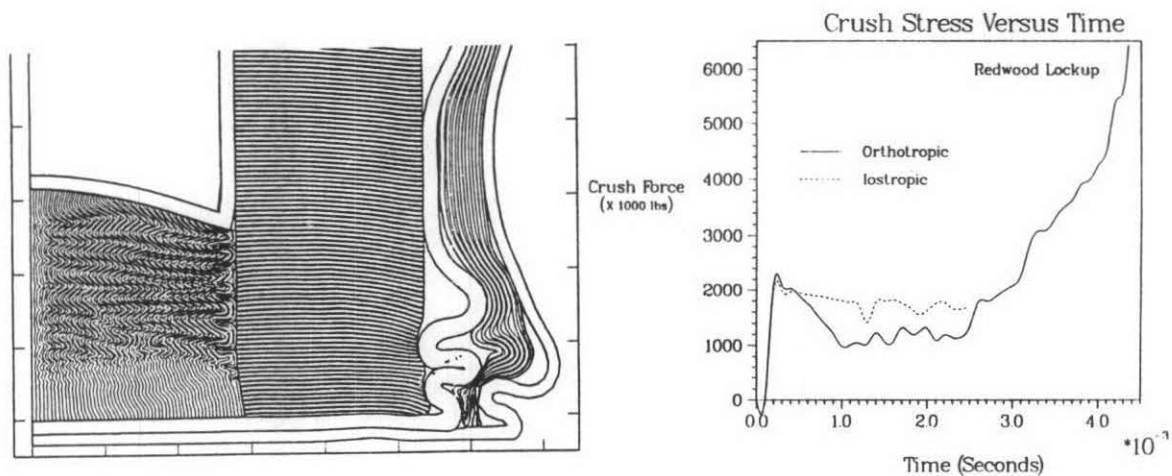 Crush Stress Versus Time
6000
Redwood Lockup
5000
Orthotropic
Iostropic
4000
Crush Force
(X 1000 lbs)
3000
2000
1000
0
0.0 1.0 2.0 3.0 4.0
*10⁻³
Time (Seconds)